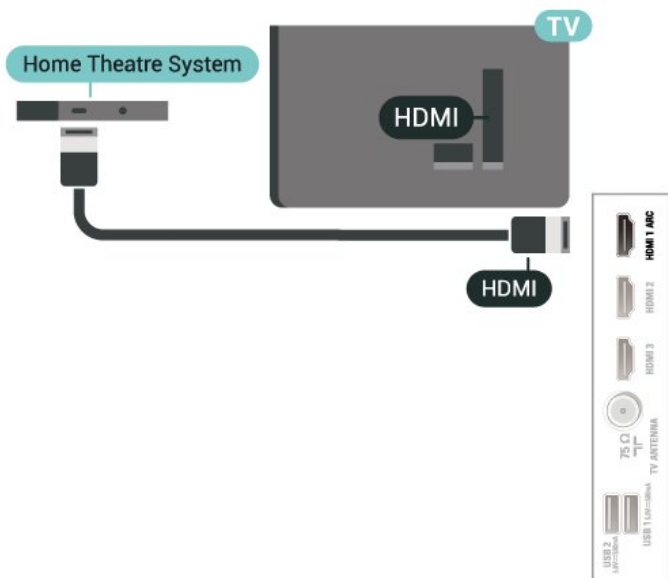 TV
Home Theatre System
HDMI
HDMI
HDMI 1 ARC
HDMI 2
HDMI 3
75 Ω
TV ANTENNA
USB 1
USB 2